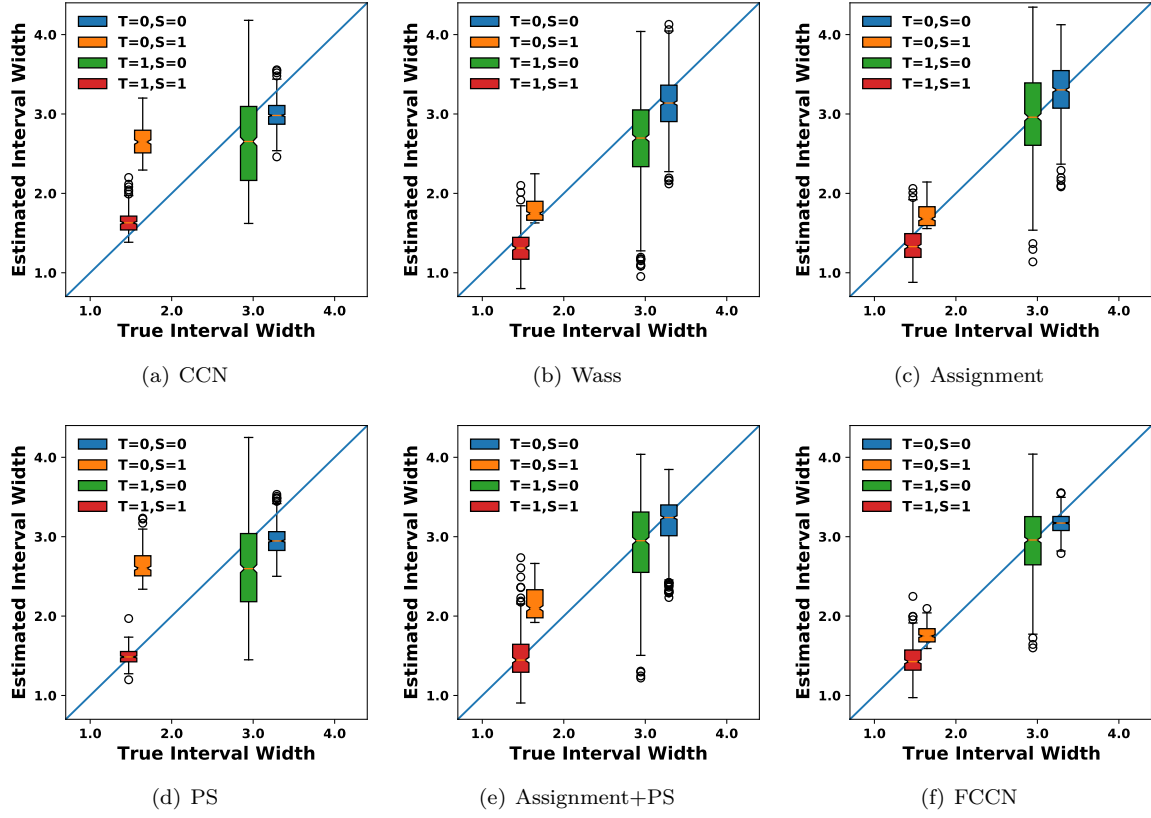 T=0,S=0
T=0,S=1
T=1,S=0
T=1,S=1
4.0
3.0
2.0
1.0
Estimated Interval Width
1.0 2.0 3.0 4.0
True Interval Width
(a) CCN
T=0,S=0
T=0,S=1
T=1,S=0
T=1,S=1
4.0
3.0
2.0
1.0
Estimated Interval Width
1.0 2.0 3.0 4.0
True Interval Width
(b) Wass
T=0,S=0
T=0,S=1
T=1,S=0
T=1,S=1
4.0
3.0
2.0
1.0
Estimated Interval Width
1.0 2.0 3.0 4.0
True Interval Width
(c) Assignment
T=0,S=0
T=0,S=1
T=1,S=0
T=1,S=1
4.0
3.0
2.0
1.0
Estimated Interval Width
1.0 2.0 3.0 4.0
True Interval Width
(d) PS
T=0,S=0
T=0,S=1
T=1,S=0
T=1,S=1
4.0
3.0
2.0
1.0
Estimated Interval Width
1.0 2.0 3.0 4.0
True Interval Width
(e) Assignment+PS
T=0,S=0
T=0,S=1
T=1,S=0
T=1,S=1
4.0
3.0
2.0
1.0
Estimated Interval Width
1.0 2.0 3.0 4.0
True Interval Width
(f) FCCN